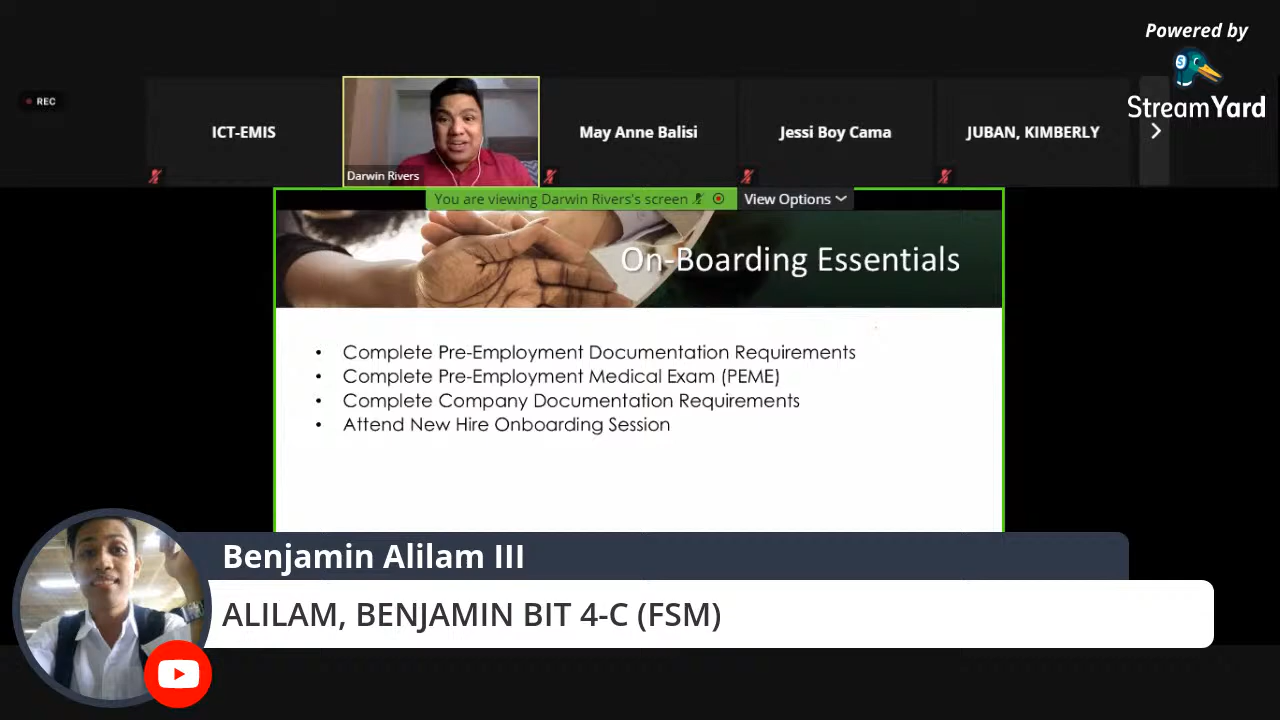 Powered by
StreamYard
REC
ICT-EMIS
Darwin Rivers
May Anne Balisi
Jessi Boy Cama
JUBAN, KIMBERLY
You are viewing Darwin Rivers's screen
View Options
On-Boarding Essentials
• Complete Pre-Employment Documentation Requirements
• Complete Pre-Employment Medical Exam (PEME)
• Complete Company Documentation Requirements
• Attend New Hire Onboarding Session
Benjamin Alilam III
ALILAM, BENJAMIN BIT 4-C (FSM)